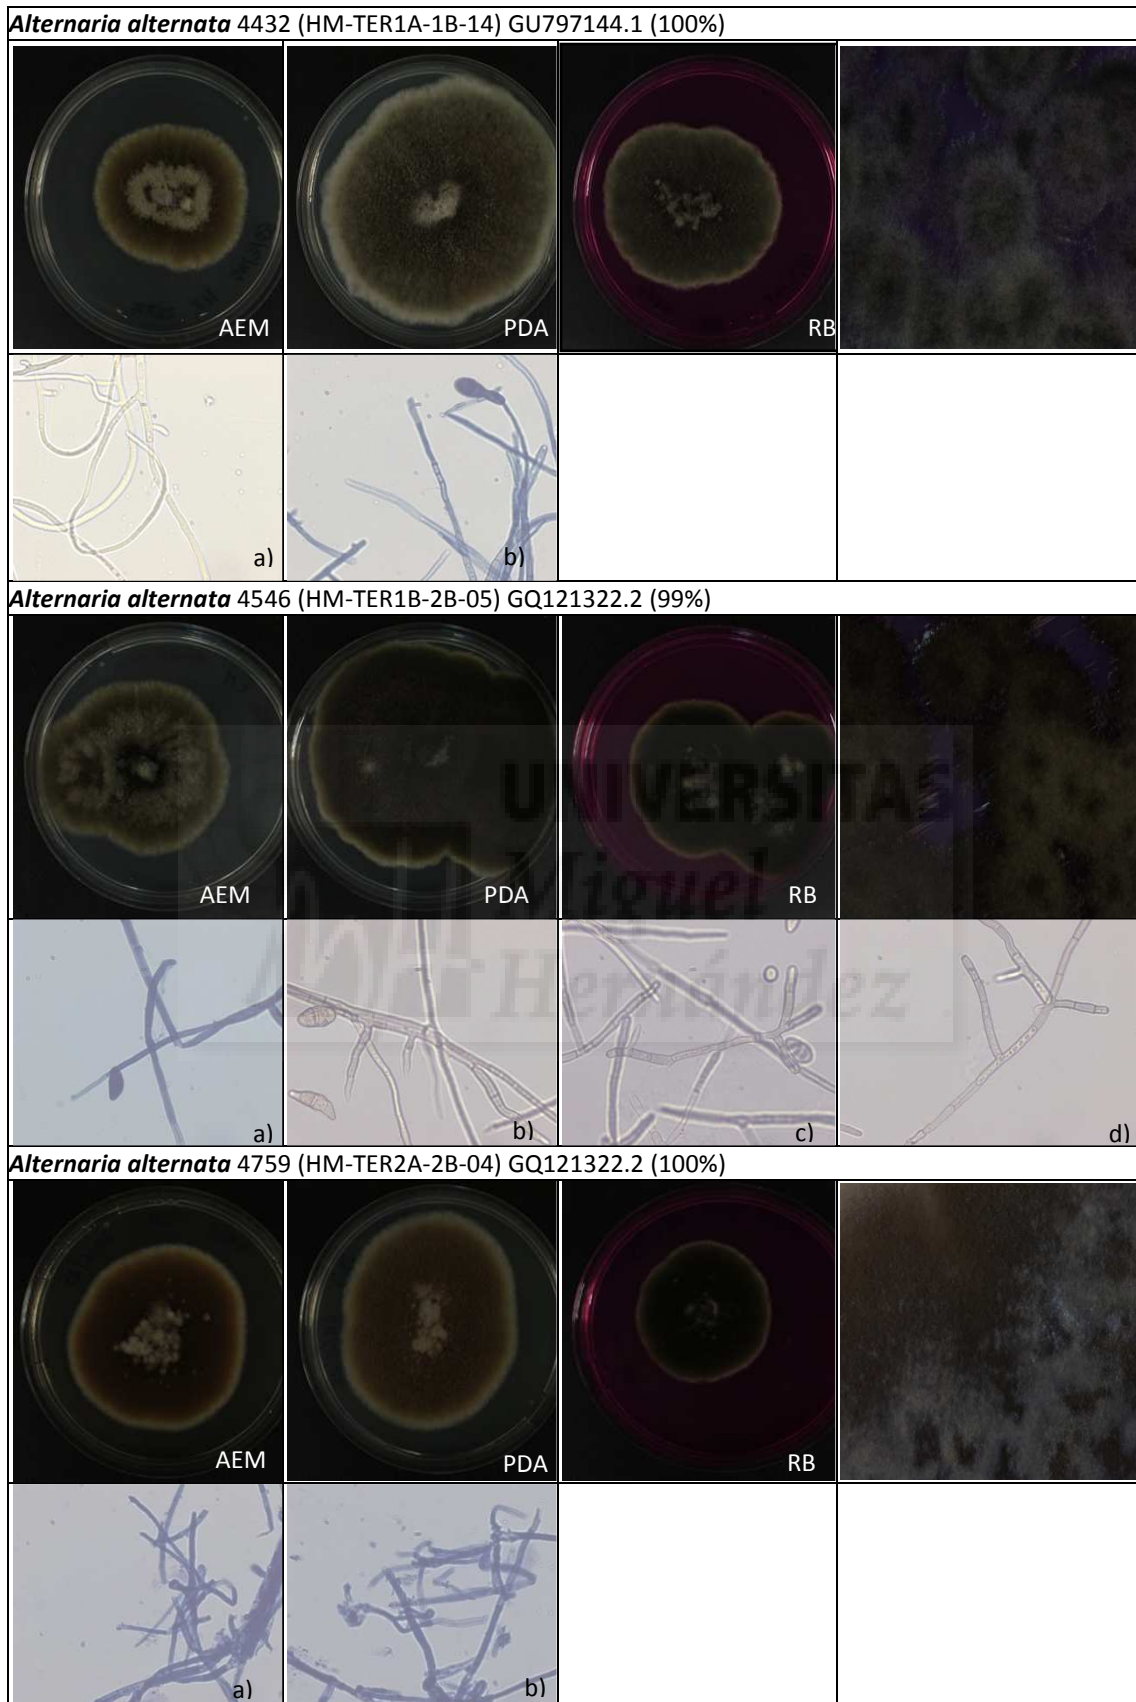 Alternaria alternata 4432 (HM-TER1A-1B-14) GU797144.1 (100%)
AEM PDA RB
a) b)
Alternaria alternata 4546 (HM-TER1B-2B-05) GQ121322.2 (99%)
UNIVERSITAS
AEM PDA RB
Miguel
Hernández
a) b) c) d)
Alternaria alternata 4759 (HM-TER2A-2B-04) GQ121322.2 (100%)
AEM PDA RB
a) b)